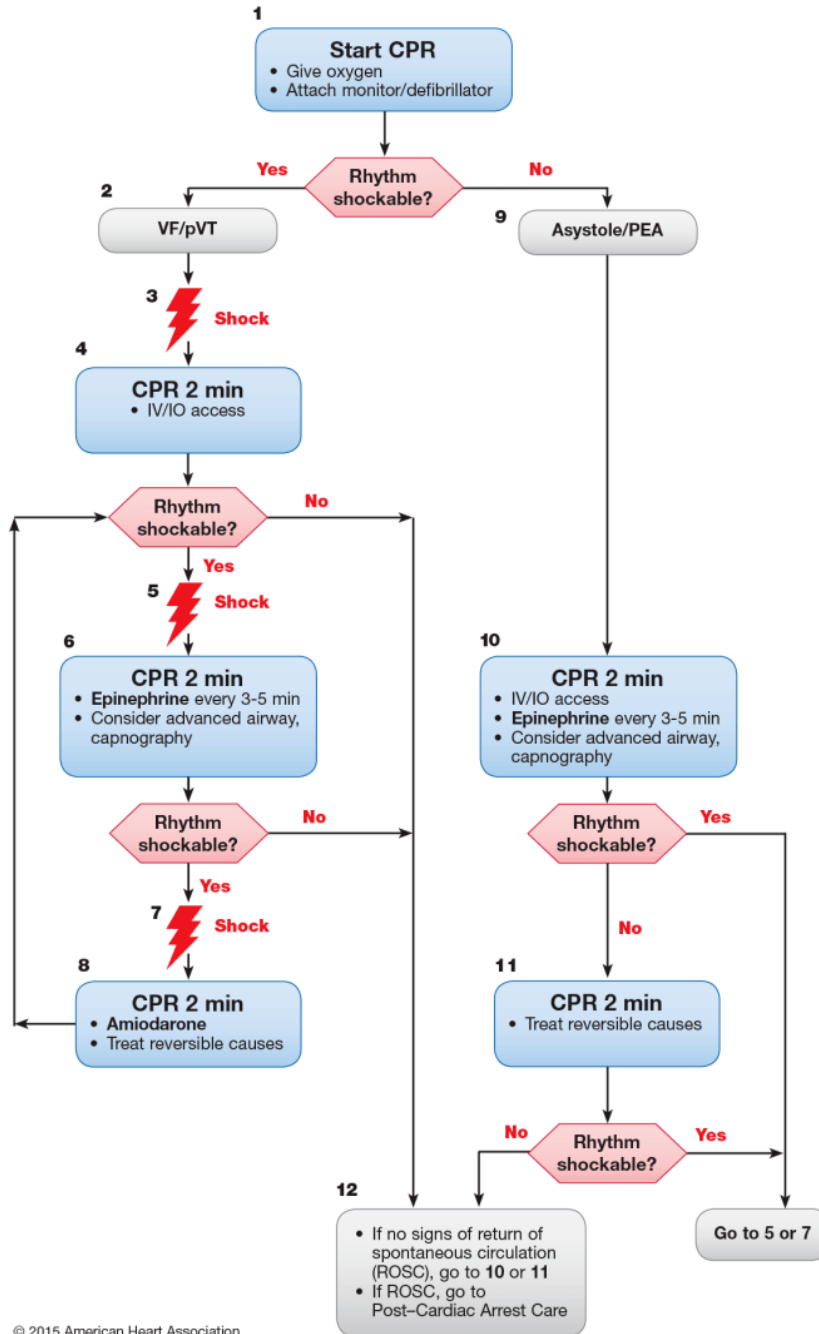 1
Start CPR
• Give oxygen
• Attach monitor/defibrillator
Rhythm
shockable?
Yes
No
2
VF/pVT
9
Asystole/PEA
3
Shock
4
CPR 2 min
• IV/IO access
Rhythm
shockable?
No
Yes
5
Shock
6
CPR 2 min
• Epinephrine every 3-5 min
• Consider advanced airway,
capnography
Rhythm
shockable?
No
Yes
7
Shock
8
CPR 2 min
• Amiodarone
• Treat reversible causes
10
CPR 2 min
• IV/IO access
• Epinephrine every 3-5 min
• Consider advanced airway,
capnography
Rhythm
shockable?
Yes
No
11
CPR 2 min
• Treat reversible causes
No
Rhythm
shockable?
Yes
12
• If no signs of return of
spontaneous circulation
(ROSC), go to 10 or 11
• If ROSC, go to
Post–Cardiac Arrest Care
Go to 5 or 7
© 2015 American Heart Association